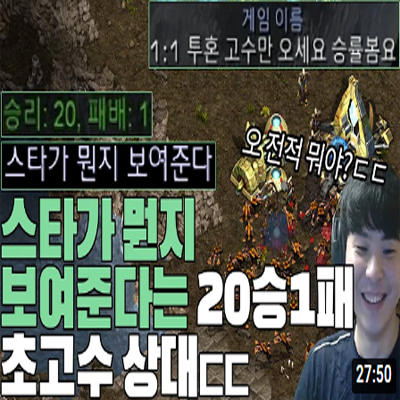 게임 이름
1:1 투혼 고수만 오세요 승률봄요
승리: 20, 패배: 1
스타가 뭔지 보여준다
오 전적 뭐야?ㄷㄷ
스타가 뭔지
보여준다는 20승1패
초고수 상대ㄷㄷ
27:50